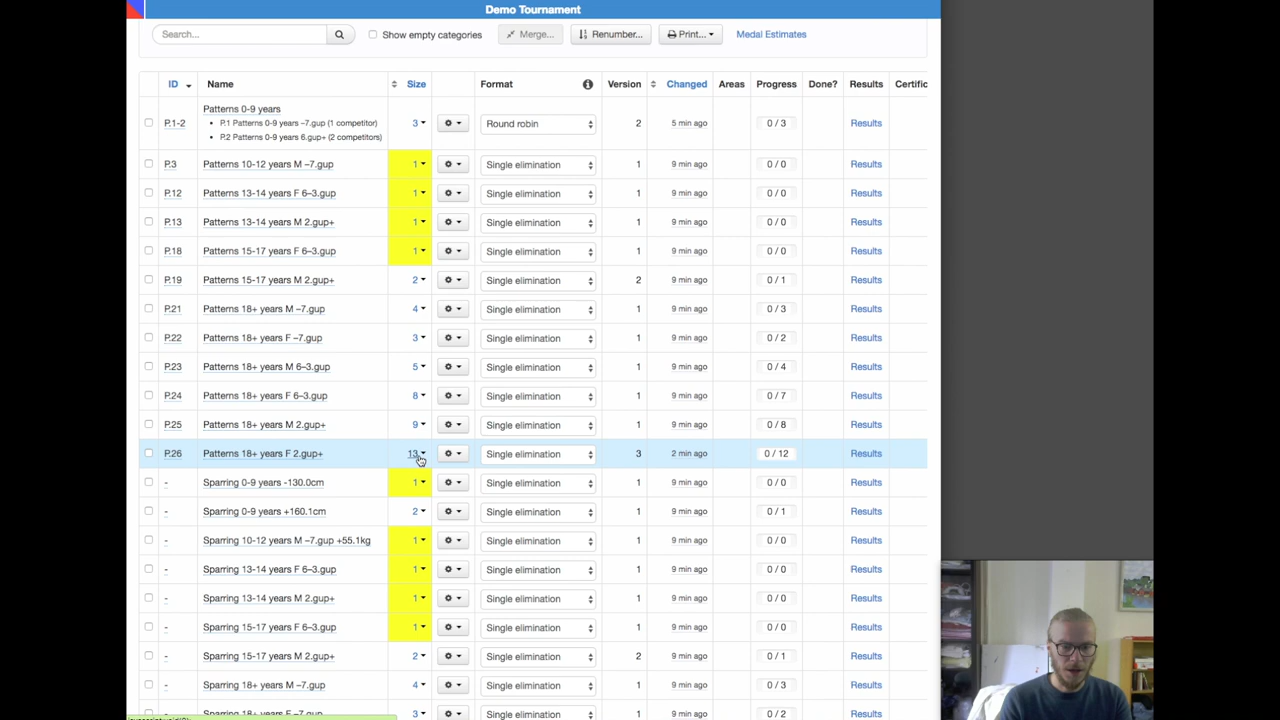 Demo Tournament
Search... Show empty categories Merge... Renumber... Print... Medal Estimates
ID Name Size Format Version Changed Areas Progress Done? Results Certific
P.1-2 Patterns 0-9 years 3 Round robin 2 5 min ago 0 / 3 Results
• P.1 Patterns 0-9 years –7.gup (1 competitor)
• P.2 Patterns 0-9 years 6.gup+ (2 competitors)
P.3 Patterns 10-12 years M –7.gup 1 Single elimination 1 9 min ago 0 / 0 Results
P.12 Patterns 13-14 years F 6–3.gup 1 Single elimination 1 9 min ago 0 / 0 Results
P.13 Patterns 13-14 years M 2.gup+ 1 Single elimination 1 9 min ago 0 / 0 Results
P.18 Patterns 15-17 years F 6–3.gup 1 Single elimination 1 9 min ago 0 / 0 Results
P.19 Patterns 15-17 years M 2.gup+ 2 Single elimination 2 9 min ago 0 / 1 Results
P.21 Patterns 18+ years M –7.gup 4 Single elimination 1 9 min ago 0 / 3 Results
P.22 Patterns 18+ years F –7.gup 3 Single elimination 1 9 min ago 0 / 2 Results
P.23 Patterns 18+ years M 6–3.gup 5 Single elimination 1 9 min ago 0 / 4 Results
P.24 Patterns 18+ years F 6–3.gup 8 Single elimination 1 9 min ago 0 / 7 Results
P.25 Patterns 18+ years M 2.gup+ 9 Single elimination 1 9 min ago 0 / 8 Results
P.26 Patterns 18+ years F 2.gup+ 13 Single elimination 3 2 min ago 0 / 12 Results
- Sparring 0-9 years -130.0cm 1 Single elimination 1 9 min ago 0 / 0 Results
- Sparring 0-9 years +160.1cm 2 Single elimination 1 9 min ago 0 / 1 Results
- Sparring 10-12 years M –7.gup +55.1kg 1 Single elimination 1 9 min ago 0 / 0 Results
- Sparring 13-14 years F 6–3.gup 1 Single elimination 1 9 min ago 0 / 0 Results
- Sparring 13-14 years M 2.gup+ 1 Single elimination 1 9 min ago 0 / 0 Results
- Sparring 15-17 years F 6–3.gup 1 Single elimination 1 9 min ago 0 / 0 Results
- Sparring 15-17 years M 2.gup+ 2 Single elimination 2 9 min ago 0 / 1 Results
- Sparring 18+ years M –7.gup 4 Single elimination 1 9 min ago 0 / 3 Results
- Sparring 18+ years F –7.gup 3 Single elimination 1 9 min ago 0 / 2 Results